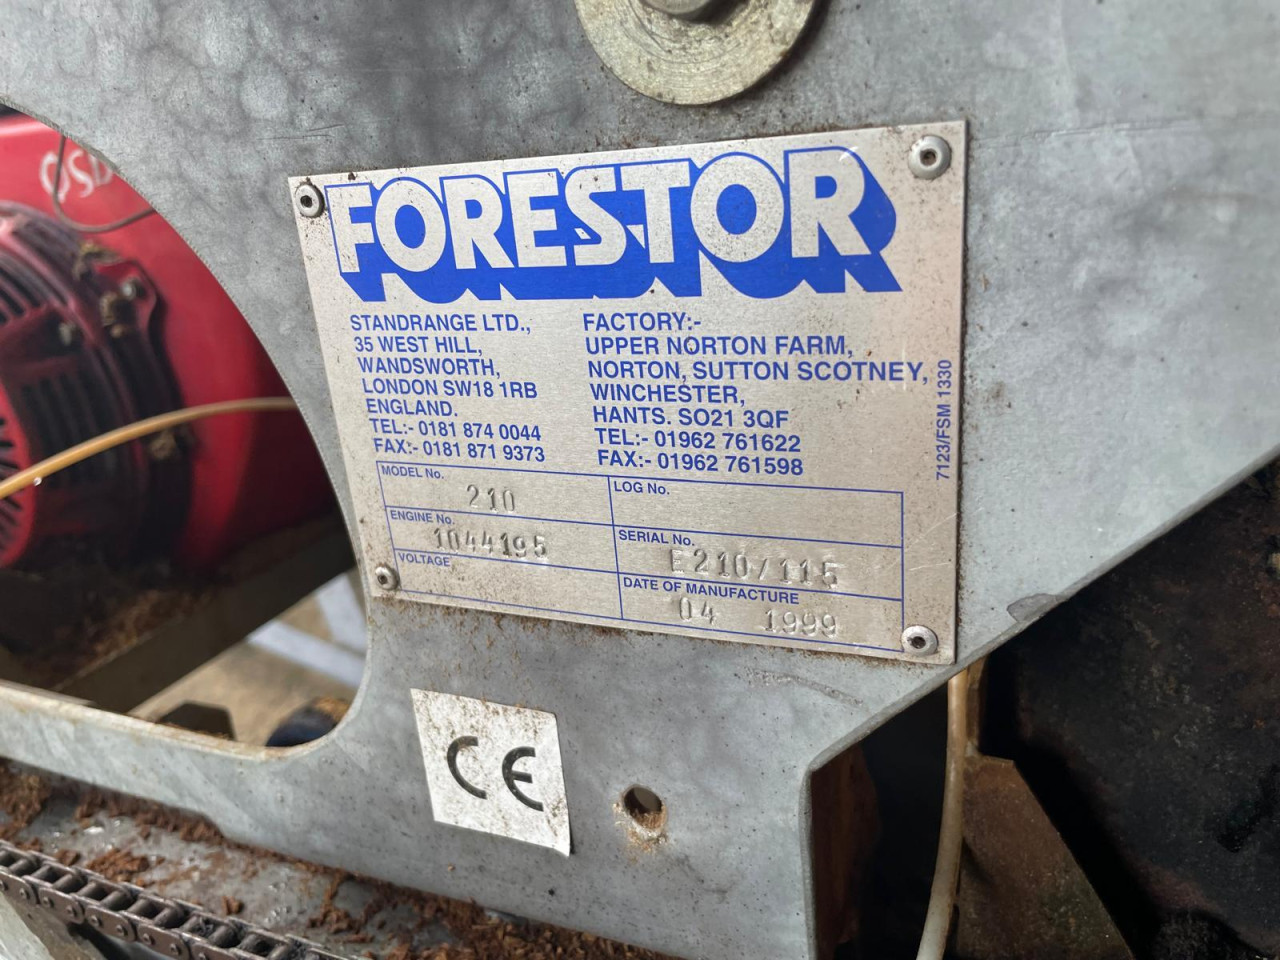 FORESTOR
STANDRANGE LTD.,
35 WEST HILL,
WANDSWORTH,
LONDON SW18 1RB
ENGLAND.
TEL:- 0181 874 0044
FAX:- 0181 871 9373
FACTORY:-
UPPER NORTON FARM,
NORTON, SUTTON SCOTNEY,
WINCHESTER,
HANTS. SO21 3QF
TEL:- 01962 761622
FAX:- 01962 761598
7123/FSM 1330
MODEL No.
210
LOG No.
ENGINE No.
1044195
SERIAL No.
E210/115
VOLTAGE
DATE OF MANUFACTURE
04 1999
CE